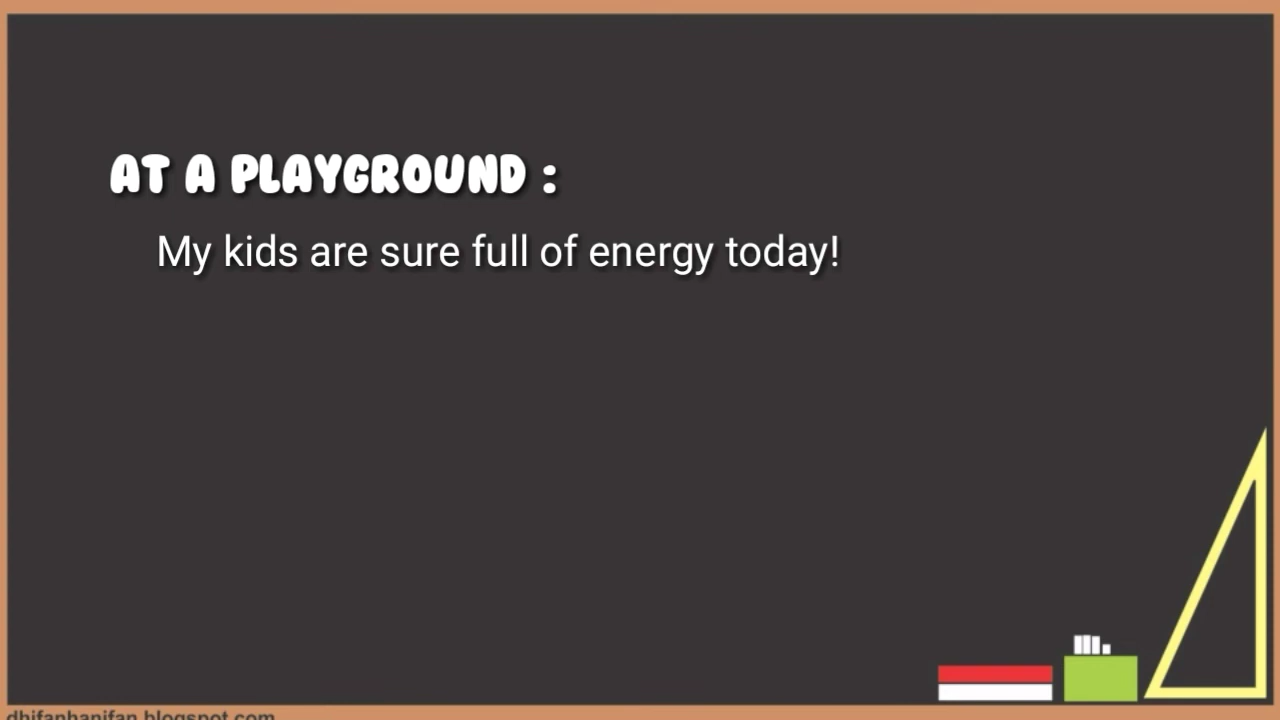 AT A PLAYGROUND :
My kids are sure full of energy today!
dhifanhanifan.blogspot.com